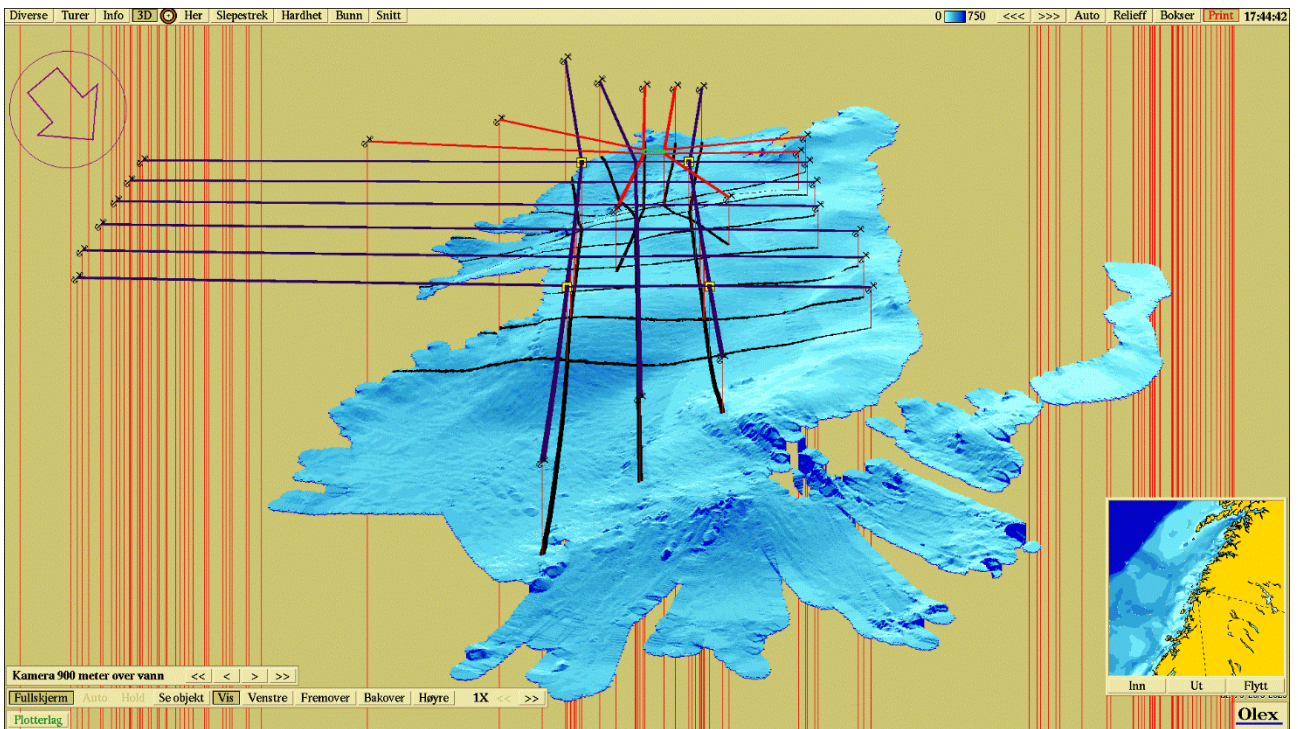 Diverse Turer Info 3D Her Slepestrek Hardhet Bunn Snitt 0 750 <<< >>> Auto Relieff Bokser Print 17:44:42
Kamera 900 meter over vann << < > >>
Inn Ut Flytt
Fullskjerm Auto Hold Se objekt Vis Venstre Fremover Bakover Høyre 1X << >>
Plotterlag
Olex